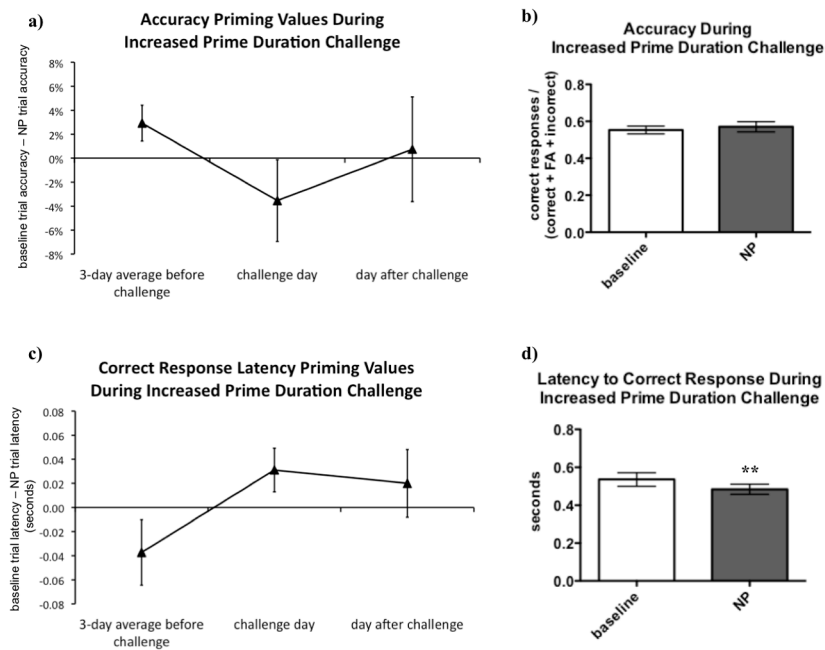 a)
Accuracy Priming Values During
Increased Prime Duration Challenge
baseline trial accuracy – NP trial accuracy
8%
6%
4%
2%
0%
-2%
-4%
-6%
-8%
3-day average before
challenge
challenge day
day after challenge
b)
Accuracy During
Increased Prime Duration Challenge
correct responses /
(correct + FA + incorrect)
0.8
0.6
0.4
0.2
0.0
baseline
NP
c)
Correct Response Latency Priming Values
During Increased Prime Duration Challenge
baseline trial latency – NP trial latency
(seconds)
0.08
0.06
0.04
0.02
0.00
-0.02
-0.04
-0.06
-0.08
3-day average before
challenge
challenge day
day after challenge
d)
Latency to Correct Response During
Increased Prime Duration Challenge
seconds
0.8
0.6
0.4
0.2
0.0
**
baseline
NP